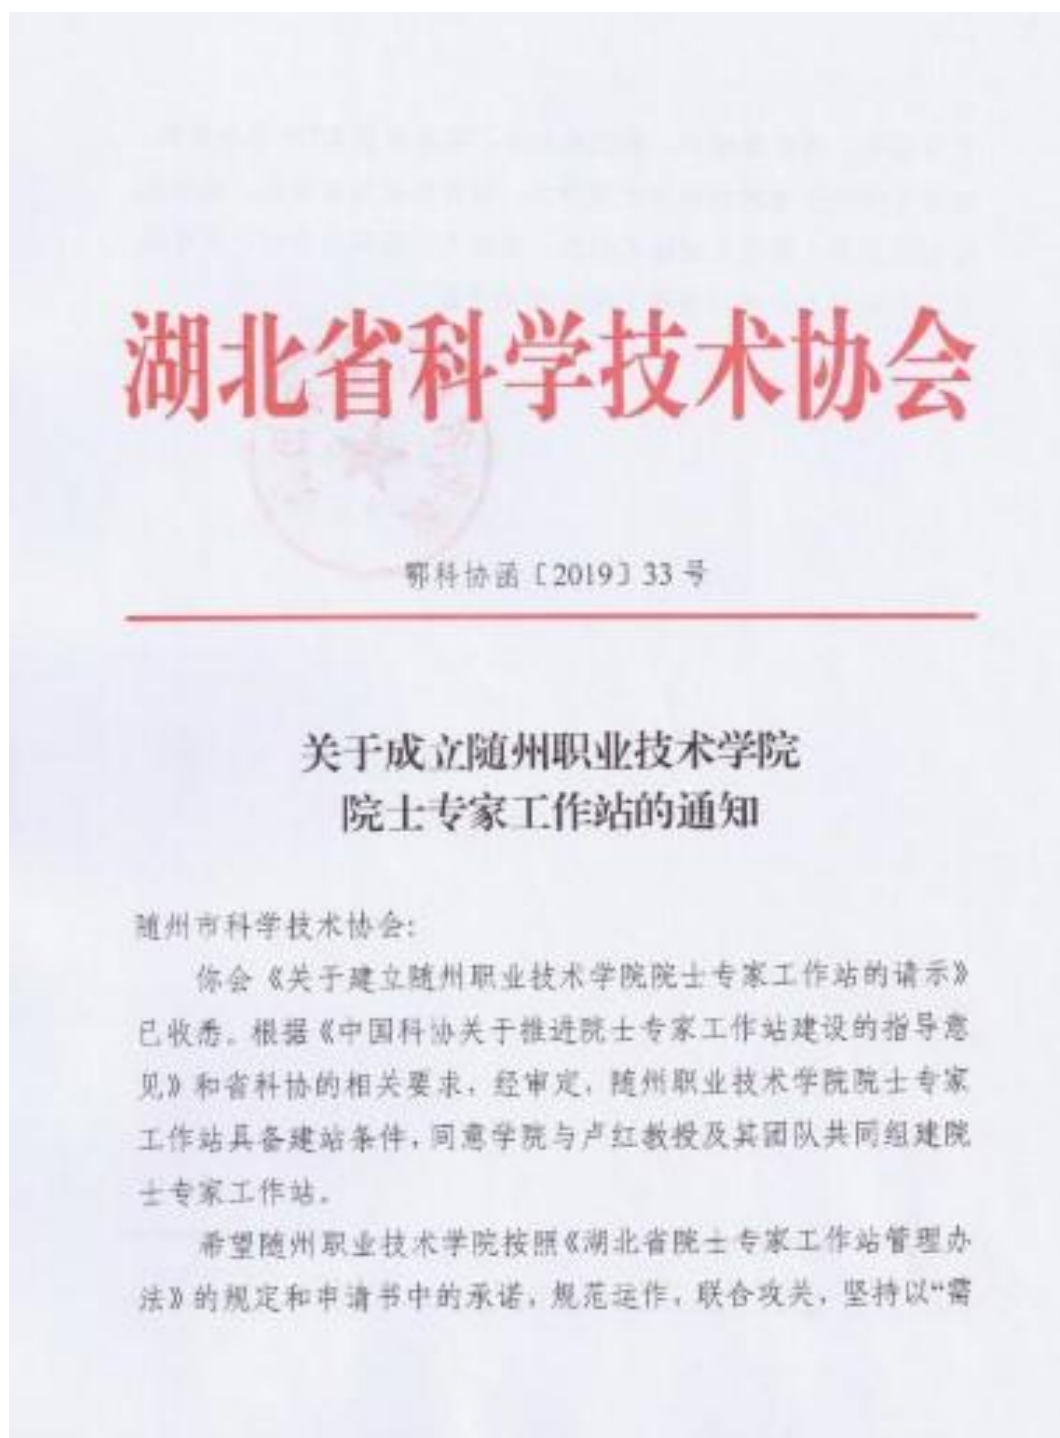 湖北省科学技术协会
鄂科协函〔2019〕33 号
关于成立随州职业技术学院
院士专家工作站的通知
随州市科学技术协会:
你会《关于建立随州职业技术学院院士专家工作站的请示》
已收悉。根据《中国科协关于推进院士专家工作站建设的指导意
见》和省科协的相关要求，经审定，随州职业技术学院院士专家
工作站具备建站条件，同意学院与卢红教授及其团队共同组建院
士专家工作站。
希望随州职业技术学院按照《湖北省院士专家工作站管理办
法》的规定和申请书中的承诺，规范运作，联合攻关，坚持以“需